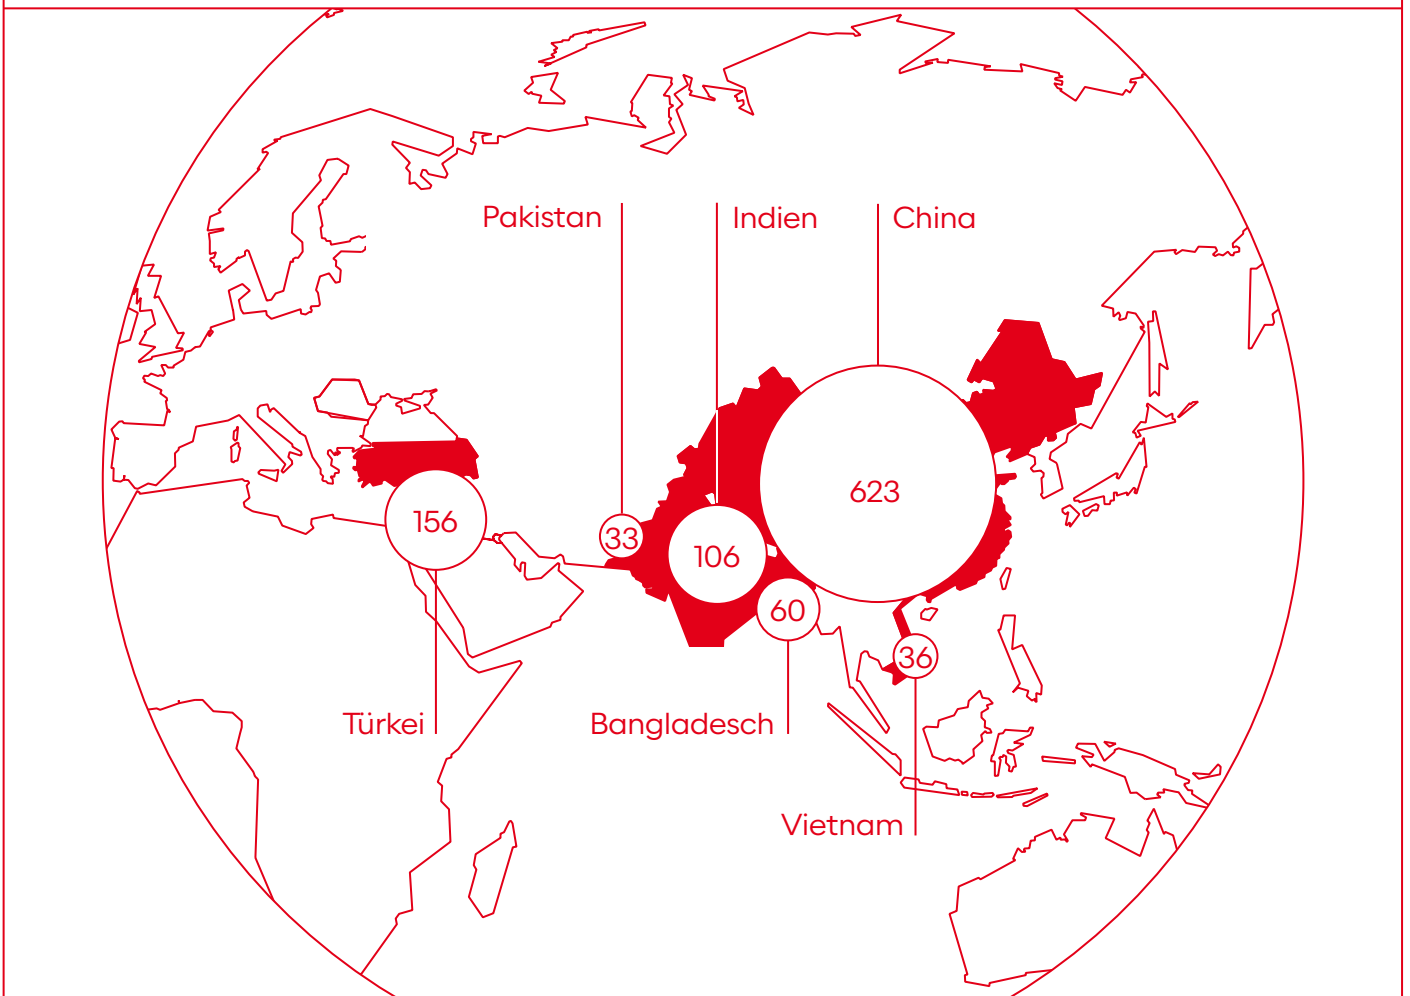 Pakistan
Indien
China
623
156
33
106
60
36
Türkei
Bangladesch
Vietnam